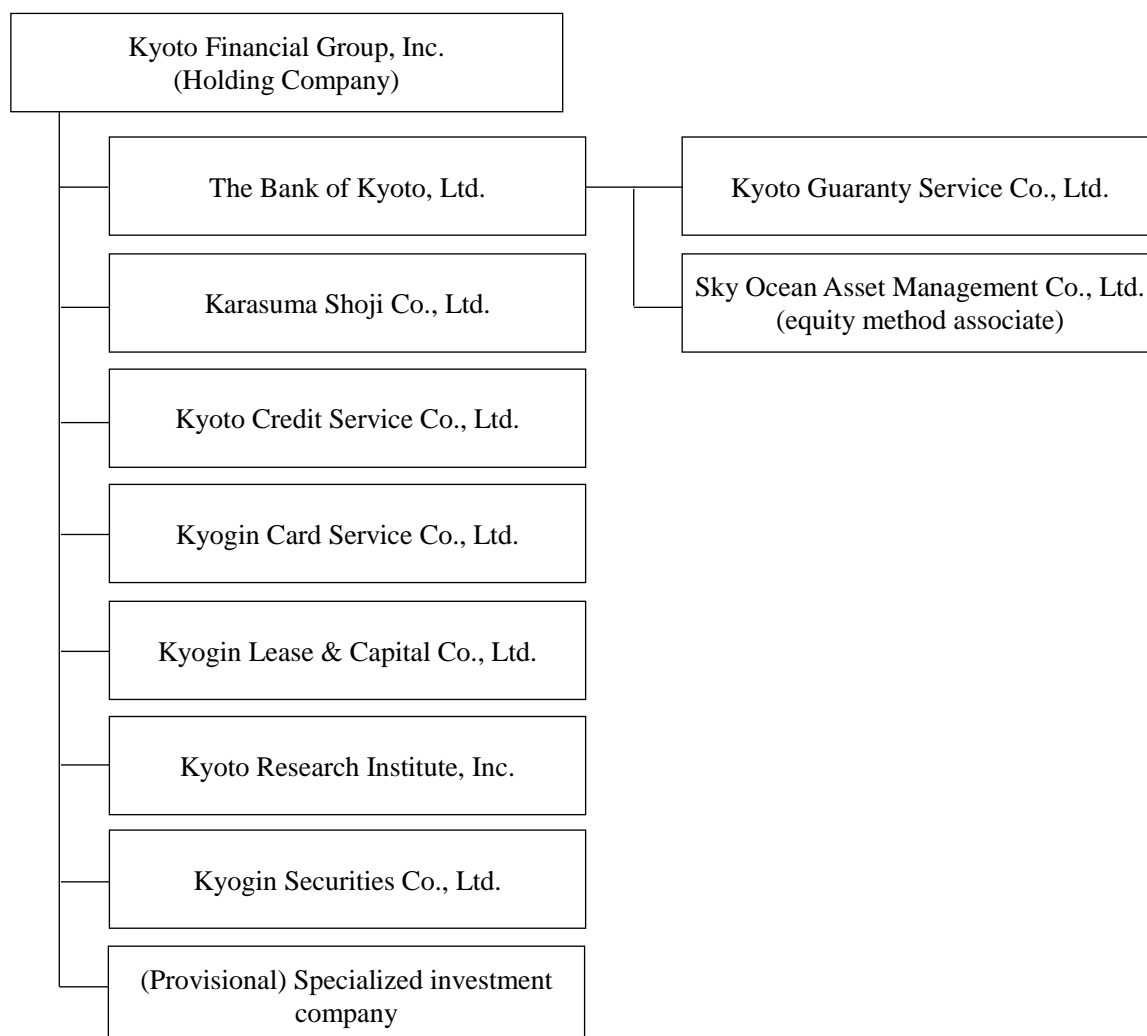 Kyoto Financial Group, Inc.
(Holding Company)
The Bank of Kyoto, Ltd.
Kyoto Guaranty Service Co., Ltd.
Karasuma Shoji Co., Ltd.
Sky Ocean Asset Management Co., Ltd.
(equity method associate)
Kyoto Credit Service Co., Ltd.
Kyogin Card Service Co., Ltd.
Kyogin Lease & Capital Co., Ltd.
Kyoto Research Institute, Inc.
Kyogin Securities Co., Ltd.
(Provisional) Specialized investment
company